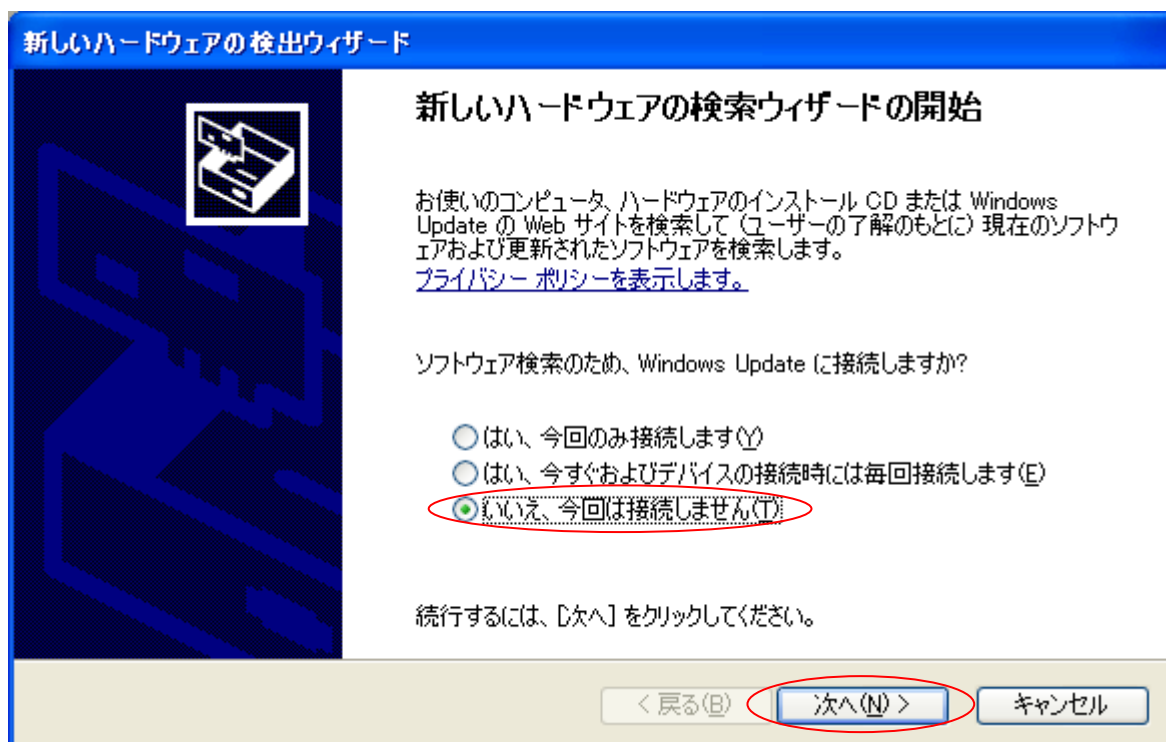 新しいハードウェアの検出ウィザード
新しいハードウェアの検索ウィザードの開始
お使いのコンピュータ、ハードウェアのインストール CD または Windows
Update の Web サイトを検索して (ユーザーの了解のもとに) 現在のソフトウ
ェアおよび更新されたソフトウェアを検索します。
プライバシー ポリシーを表示します。
ソフトウェア検索のため、Windows Update に接続しますか?
はい、今回のみ接続します(Y)
はい、今すぐおよびデバイスの接続時には毎回接続します(E)
いいえ、今回は接続しません(T)
続行するには、[次へ] をクリックしてください。
< 戻る(B) 次へ(N) > キャンセル